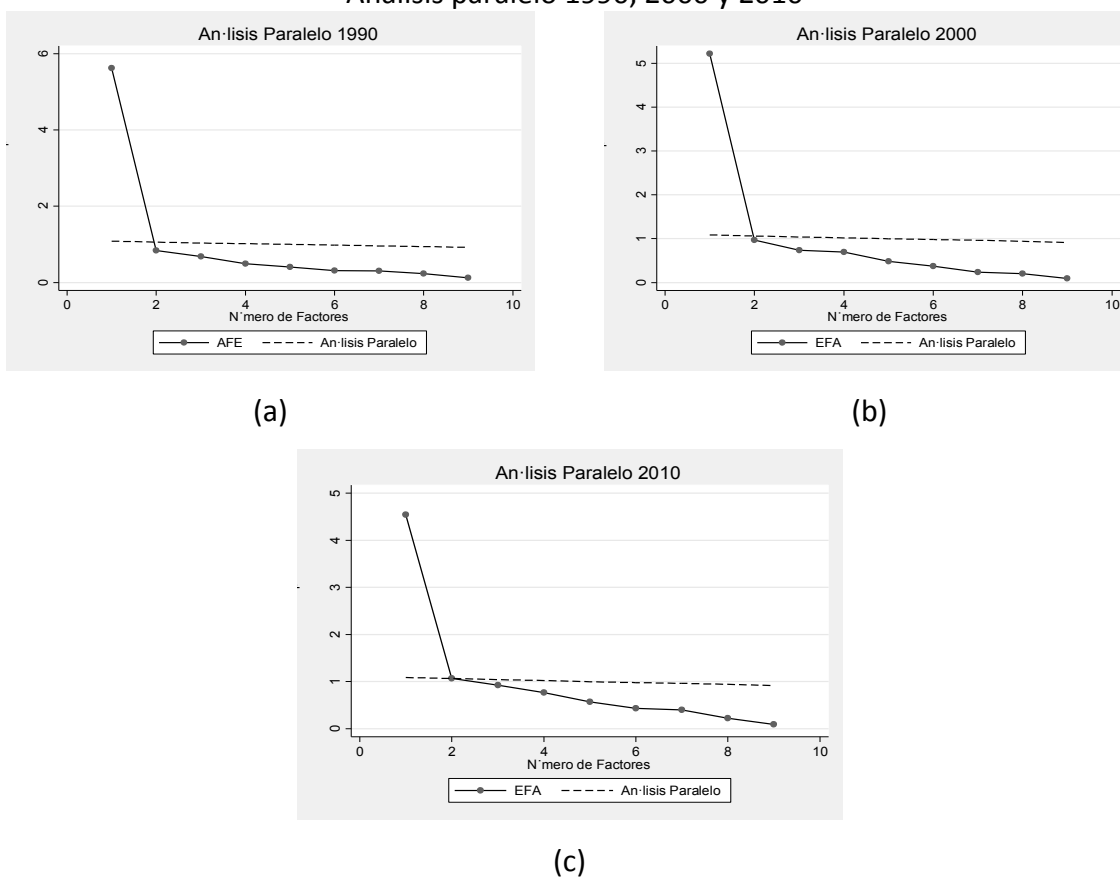 Análisis paralelo 1990, 2000 y 2010
An·lisis Paralelo 1990
6
4
2
0
0 2 4 6 8 10
N˙mero de Factores
AFE An·lisis Paralelo
(a)
An·lisis Paralelo 2000
5
4
3
2
1
0
0 2 4 6 8 10
N˙mero de Factores
EFA An·lisis Paralelo
(b)
An·lisis Paralelo 2010
5
4
3
2
1
0
0 2 4 6 8 10
N˙mero de Factores
EFA An·lisis Paralelo
(c)